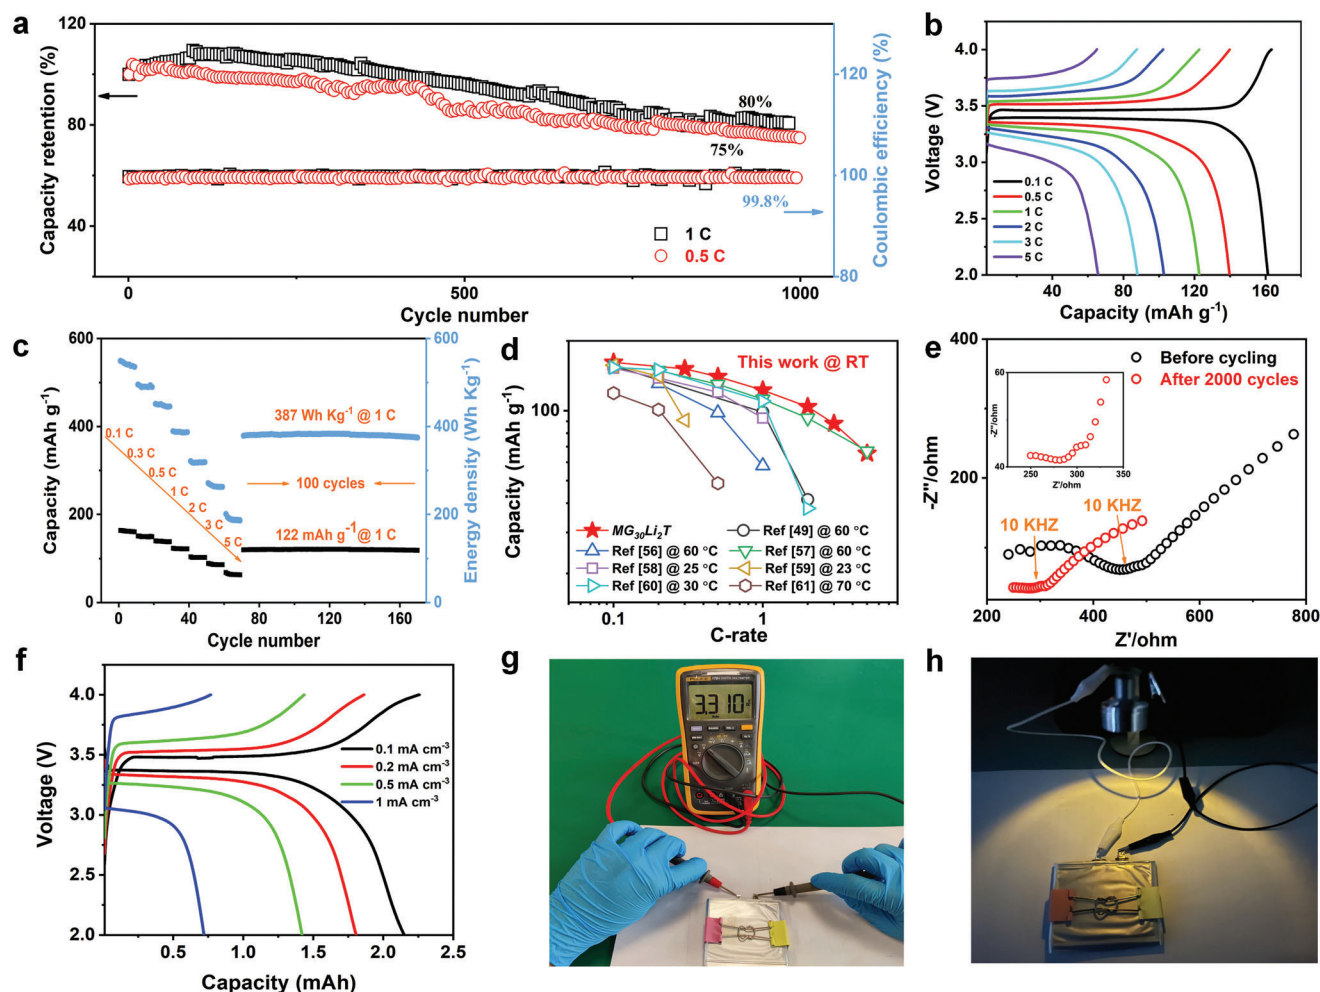 a
120
80
40
Capacity retention (%)
80%
75%
99.8%
1 C
0.5 C
120
100
80
Coulombic efficiency (%)
0
500
1000
Cycle number
b
4.0
3.5
3.0
2.5
2.0
Voltage (V)
0.1 C
0.5 C
1 C
2 C
3 C
5 C
40
80
120
160
Capacity (mAh g⁻¹)
c
600
400
200
0
Capacity (mAh g⁻¹)
0.1 C
0.3 C
0.5 C
1 C
2 C
3 C
5 C
387 Wh Kg⁻¹ @ 1 C
100 cycles
122 mAh g⁻¹@ 1 C
600
400
200
0
Energy density (Wh Kg⁻¹)
0
40
80
120
160
Cycle number
d
This work @ RT
100
Capacity (mAh g⁻¹)
MG₃₀Li₂T
Ref [49] @ 60 °C
Ref [56] @ 60 °C
Ref [57] @ 60 °C
Ref [58] @ 25 °C
Ref [59] @ 23 °C
Ref [60] @ 30 °C
Ref [61] @ 70 °C
0.1
1
C-rate
e
400
200
-Z''/ohm
Before cycling
After 2000 cycles
60
40
-Z''/ohm
250
300
350
Z'/ohm
10 KHZ
10 KHZ
200
400
600
800
Z'/ohm
f
4.0
3.5
3.0
2.5
2.0
Voltage (V)
0.1 mA cm⁻³
0.2 mA cm⁻³
0.5 mA cm⁻³
1 mA cm⁻³
0.5
1.0
1.5
2.0
2.5
Capacity (mAh)
g
3.310
h